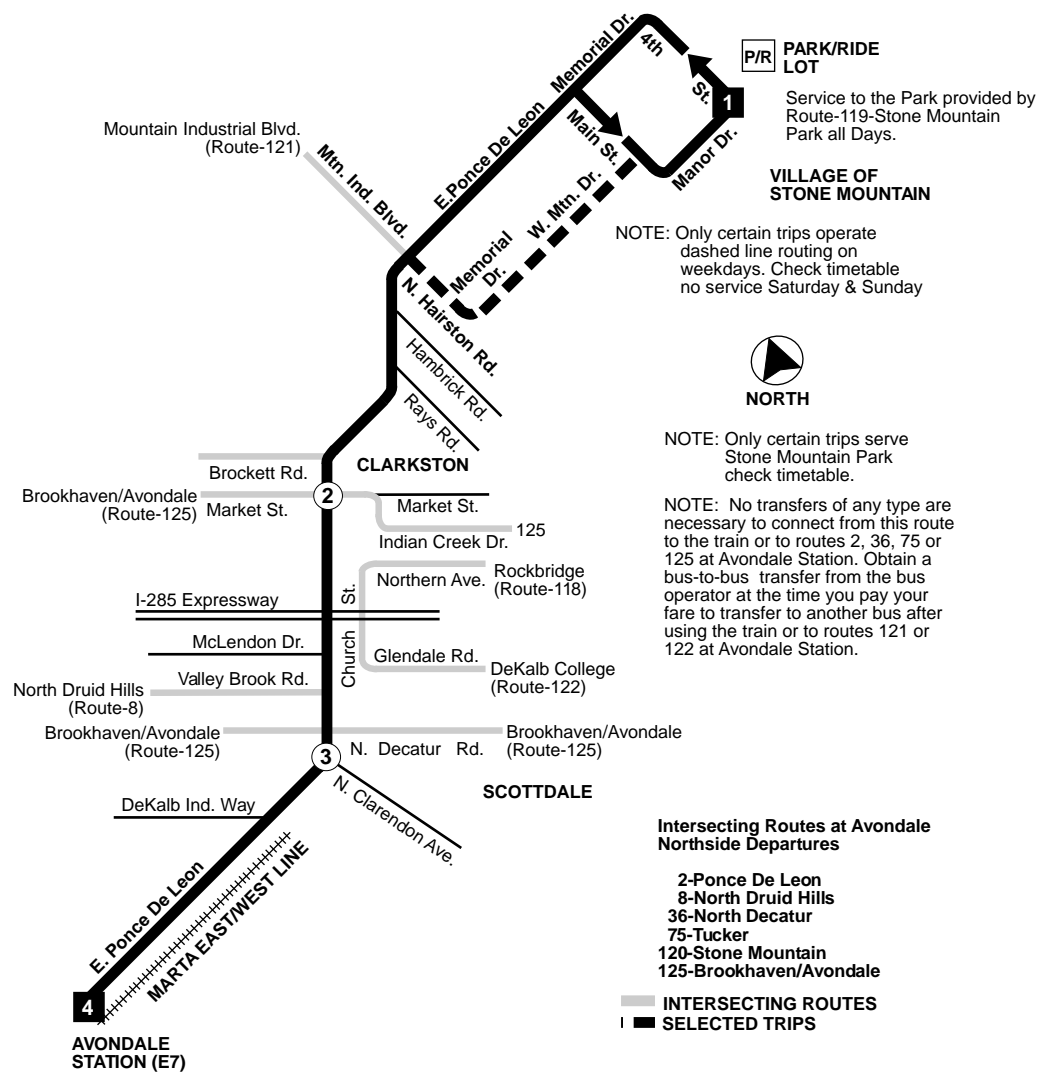 Memorial Dr.
4th
St.
1
P/R
PARK/RIDE
LOT
Service to the Park provided by
Route-119-Stone Mountain
Park all Days.
Mountain Industrial Blvd.
(Route-121)
Mtn. Ind. Blvd.
E.Ponce De Leon
Main St.
Manor Dr.
VILLAGE OF
STONE MOUNTAIN
W. Mtn. Dr.
Memorial
Dr.
NOTE: Only certain trips operate
dashed line routing on
weekdays. Check timetable
no service Saturday & Sunday
N. Hairston Rd.
Hambrick Rd.
Rays Rd.
NORTH
NOTE: Only certain trips serve
Stone Mountain Park
check timetable.
CLARKSTON
Brockett Rd.
Brookhaven/Avondale
(Route-125)
Market St.
2
Market St.
Indian Creek Dr.
125
NOTE: No transfers of any type are
necessary to connect from this route
to the train or to routes 2, 36, 75 or
125 at Avondale Station. Obtain a
bus-to-bus transfer from the bus
operator at the time you pay your
fare to transfer to another bus after
using the train or to routes 121 or
122 at Avondale Station.
Northern Ave.
Rockbridge
(Route-118)
I-285 Expressway
Church St.
McLendon Dr.
Glendale Rd.
DeKalb College
(Route-122)
Valley Brook Rd.
North Druid Hills
(Route-8)
Brookhaven/Avondale
(Route-125)
N. Decatur Rd.
Brookhaven/Avondale
(Route-125)
3
SCOTTDALE
N. Clarendon Ave.
DeKalb Ind. Way
E. Ponce De Leon
MARTA EAST/WEST LINE
4
AVONDALE
STATION (E7)
Intersecting Routes at Avondale
Northside Departures
2-Ponce De Leon
8-North Druid Hills
36-North Decatur
75-Tucker
120-Stone Mountain
125-Brookhaven/Avondale
INTERSECTING ROUTES
SELECTED TRIPS